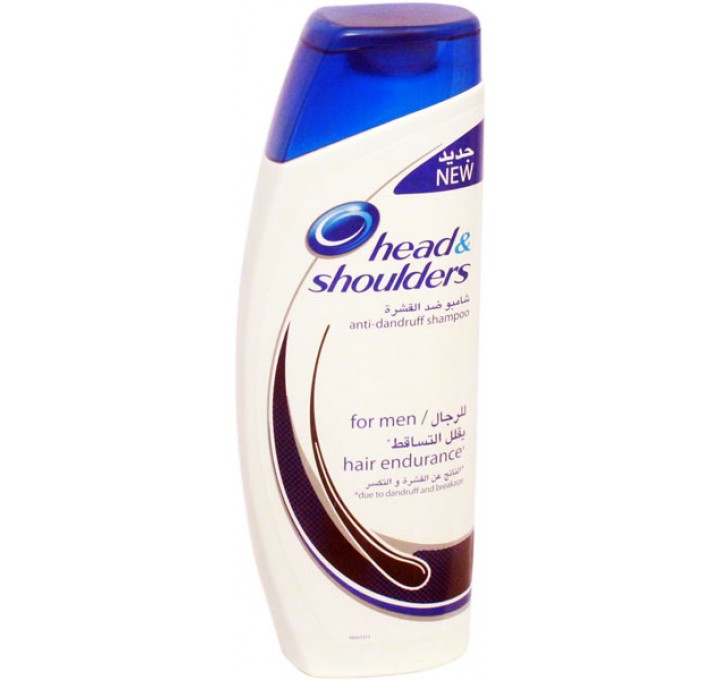 جديد
NEW
head&
shoulders
شامبو ضد القشرة
anti-dandruff shampoo
for men / للرجال
يقلل التساقط*
hair endurance*
*الناتج عن القشرة و التكسر
*due to dandruff and breakage